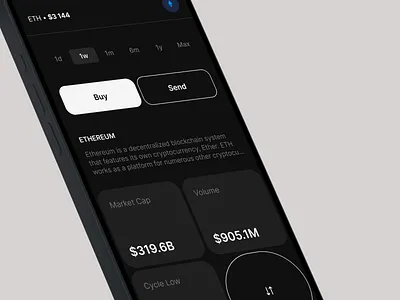 ETH • $3 144
1d 1w 1m 6m 1y Max
Buy Send
ETHEREUM
Ethereum is a decentralized blockchain system
that features its own cryptocurrency, Ether. ETH
works as a platform for numerous other cryptocu...
Market Cap Volume
$319.6B $905.1M
Cycle Low